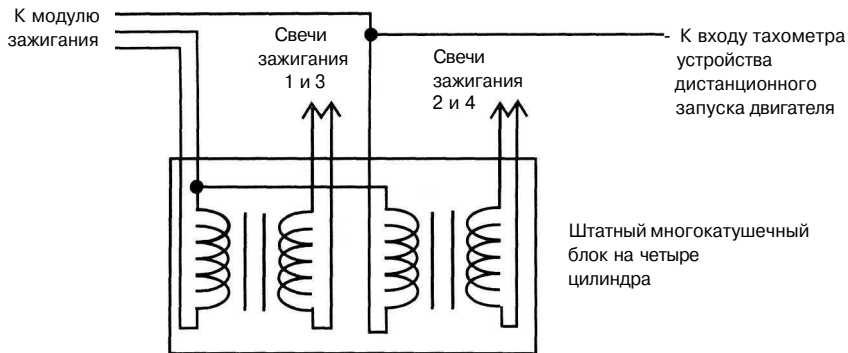 К модулю
зажигания
Свечи
зажигания
1 и 3
Свечи
зажигания
2 и 4
- К входу тахометра
устройства
дистанционного
запуска двигателя
Штатный многокатушечный
блок на четыре
цилиндра